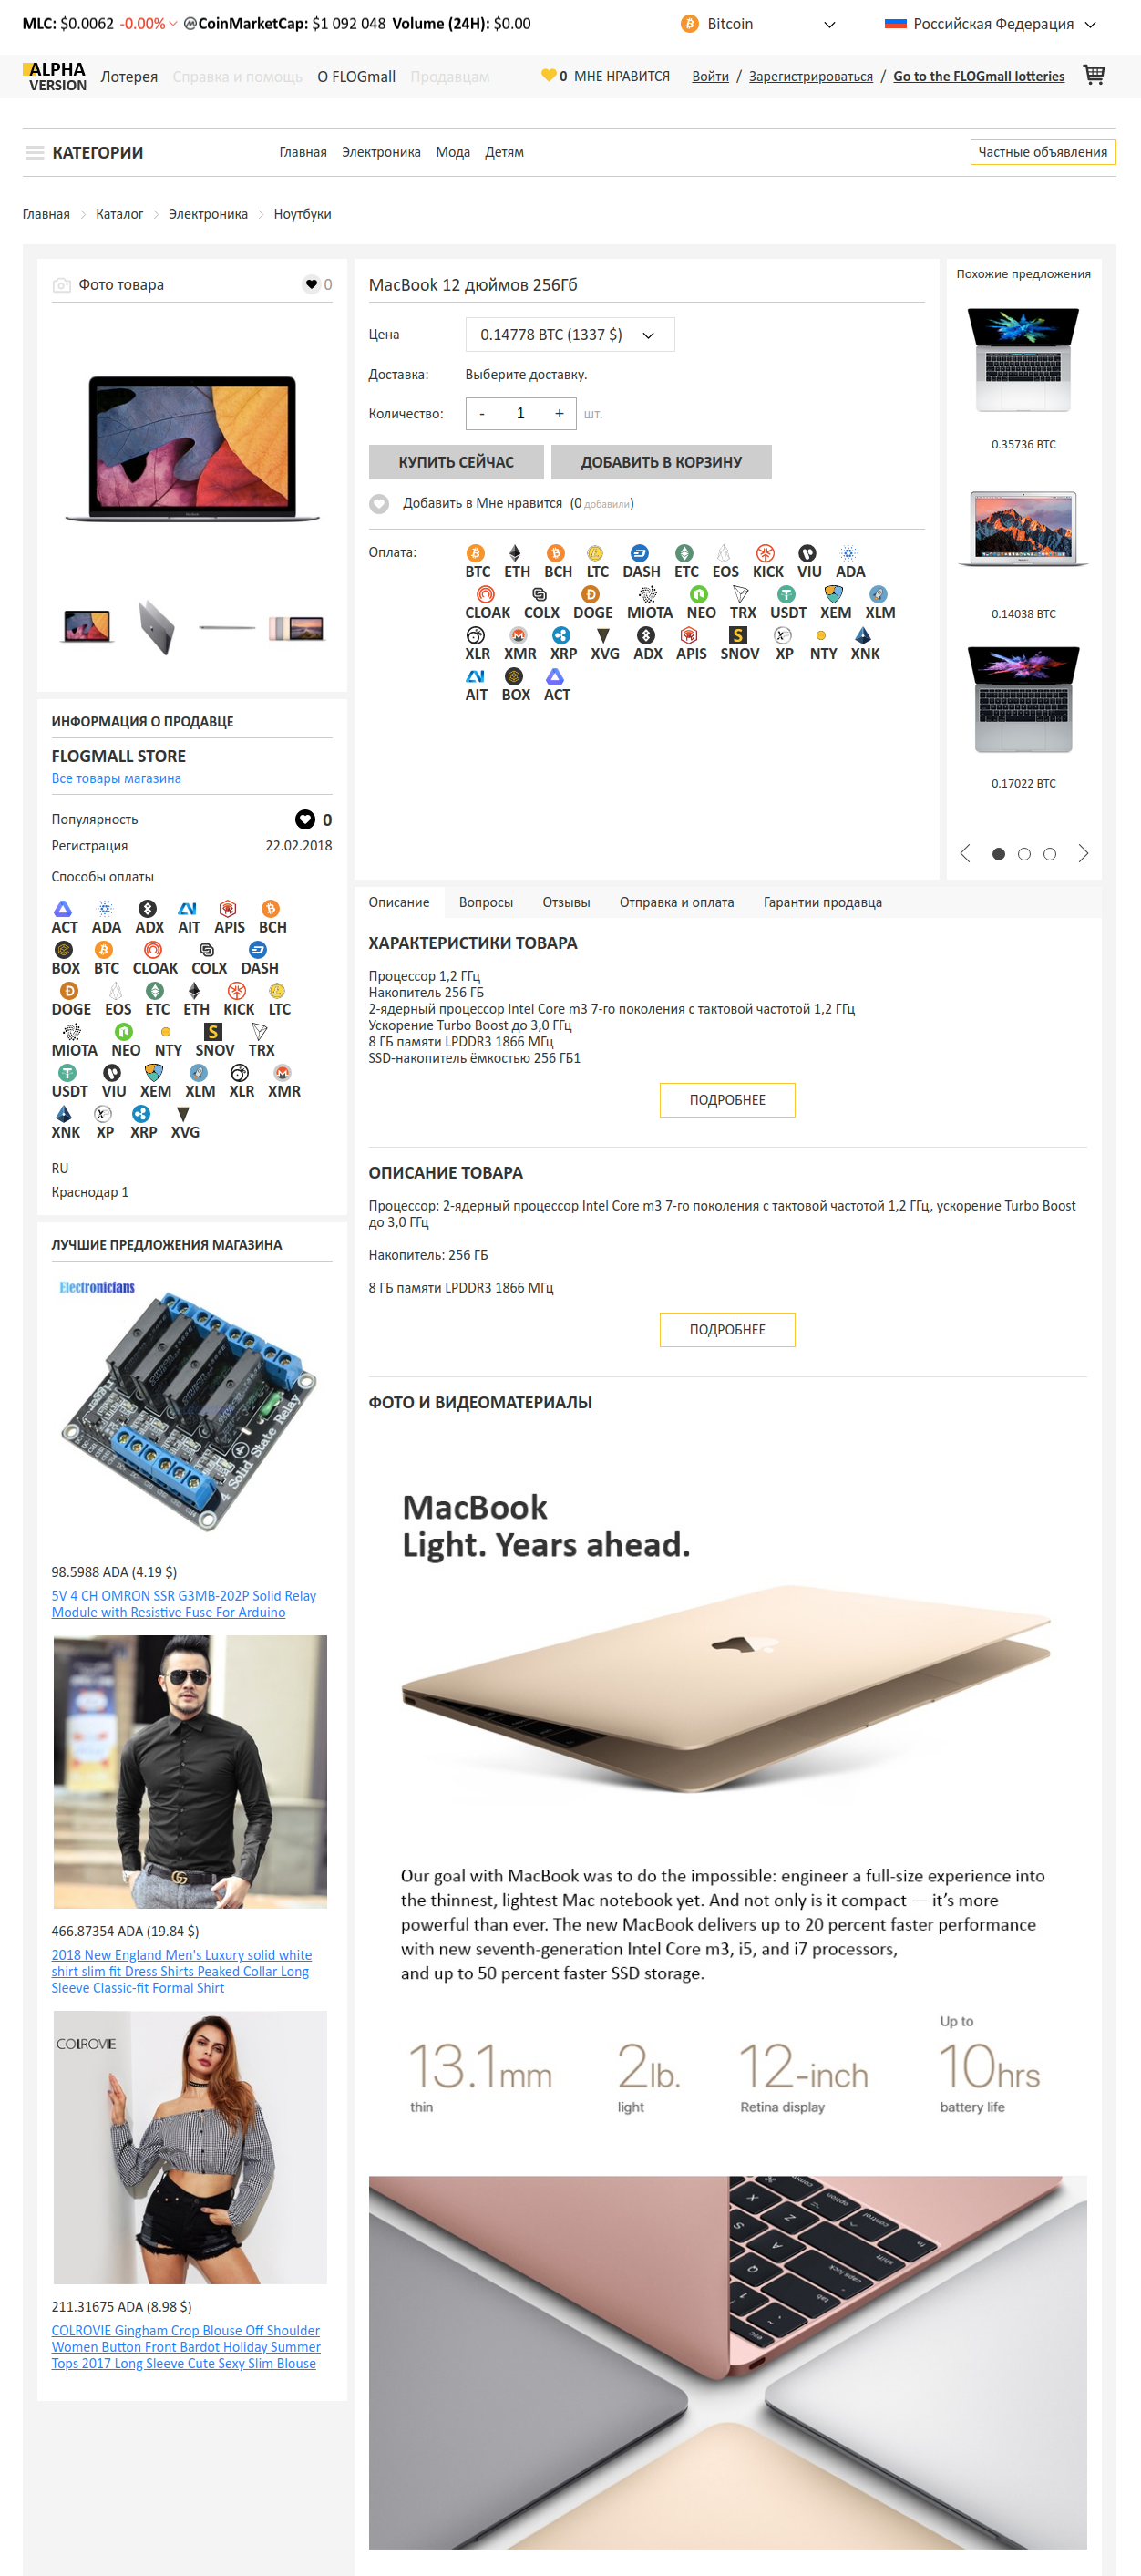 MLC: $0.0062 -0.00% CoinMarketCap: $1 092 048 Volume (24H): $0.00
Bitcoin
Российская Федерация
ALPHA
VERSION
Лотерея Справка и помощь О FLOGmall Продавцам
0 МНЕ НРАВИТСЯ
Войти / Зарегистрироваться / Go to the FLOGmall lotteries
КАТЕГОРИИ
Главная Электроника Мода Детям
Частные объявления
Главная Каталог Электроника Ноутбуки
Фото товара
0
MacBook 12 дюймов 256Гб
Цена 0.14778 BTC (1337 $)
Доставка: Выберите доставку.
Количество: - 1 + шт.
КУПИТЬ СЕЙЧАС ДОБАВИТЬ В КОРЗИНУ
Добавить в Мне нравится (0 добавили)
Оплата:
BTC ETH BCH LTC DASH ETC EOS KICK VIU ADA
CLOAK COLX DOGE MIOTA NEO TRX USDT XEM XLM
XLR XMR XRP XVG ADX APIS SNOV XP NTY XNK
AIT BOX ACT
Похожие предложения
0.35736 BTC
0.14038 BTC
0.17022 BTC
ИНФОРМАЦИЯ О ПРОДАВЦЕ
FLOGMALL STORE
Все товары магазина
Популярность 0
Регистрация 22.02.2018
Способы оплаты
ACT ADA ADX AIT APIS BCH
BOX BTC CLOAK COLX DASH
DOGE EOS ETC ETH KICK LTC
MIOTA NEO NTY SNOV TRX
USDT VIU XEM XLM XLR XMR
XNK XP XRP XVG
RU
Краснодар 1
ЛУЧШИЕ ПРЕДЛОЖЕНИЯ МАГАЗИНА
Electronicfans
4 Solid State Relay
98.5988 ADA (4.19 $)
5V 4 CH OMRON SSR G3MB-202P Solid Relay
Module with Resistive Fuse For Arduino
466.87354 ADA (19.84 $)
2018 New England Men's Luxury solid white
shirt slim fit Dress Shirts Peaked Collar Long
Sleeve Classic-fit Formal Shirt
COLROVIE
211.31675 ADA (8.98 $)
COLROVIE Gingham Crop Blouse Off Shoulder
Women Button Front Bardot Holiday Summer
Tops 2017 Long Sleeve Cute Sexy Slim Blouse
Описание Вопросы Отзывы Отправка и оплата Гарантии продавца
ХАРАКТЕРИСТИКИ ТОВАРА
Процессор 1,2 ГГц
Накопитель 256 ГБ
2-ядерный процессор Intel Core m3 7-го поколения с тактовой частотой 1,2 ГГц
Ускорение Turbo Boost до 3,0 ГГц
8 ГБ памяти LPDDR3 1866 МГц
SSD-накопитель ёмкостью 256 ГБ1
ПОДРОБНЕЕ
ОПИСАНИЕ ТОВАРА
Процессор: 2-ядерный процессор Intel Core m3 7-го поколения с тактовой частотой 1,2 ГГц, ускорение Turbo Boost
до 3,0 ГГц
Накопитель: 256 ГБ
8 ГБ памяти LPDDR3 1866 МГц
ПОДРОБНЕЕ
ФОТО И ВИДЕОМАТЕРИАЛЫ
MacBook
Light. Years ahead.
Our goal with MacBook was to do the impossible: engineer a full-size experience into
the thinnest, lightest Mac notebook yet. And not only is it compact — it’s more
powerful than ever. The new MacBook delivers up to 20 percent faster performance
with new seventh-generation Intel Core m3, i5, and i7 processors,
and up to 50 percent faster SSD storage.
Up to
13.1mm 2lb. 12-inch 10hrs
thin light Retina display battery life